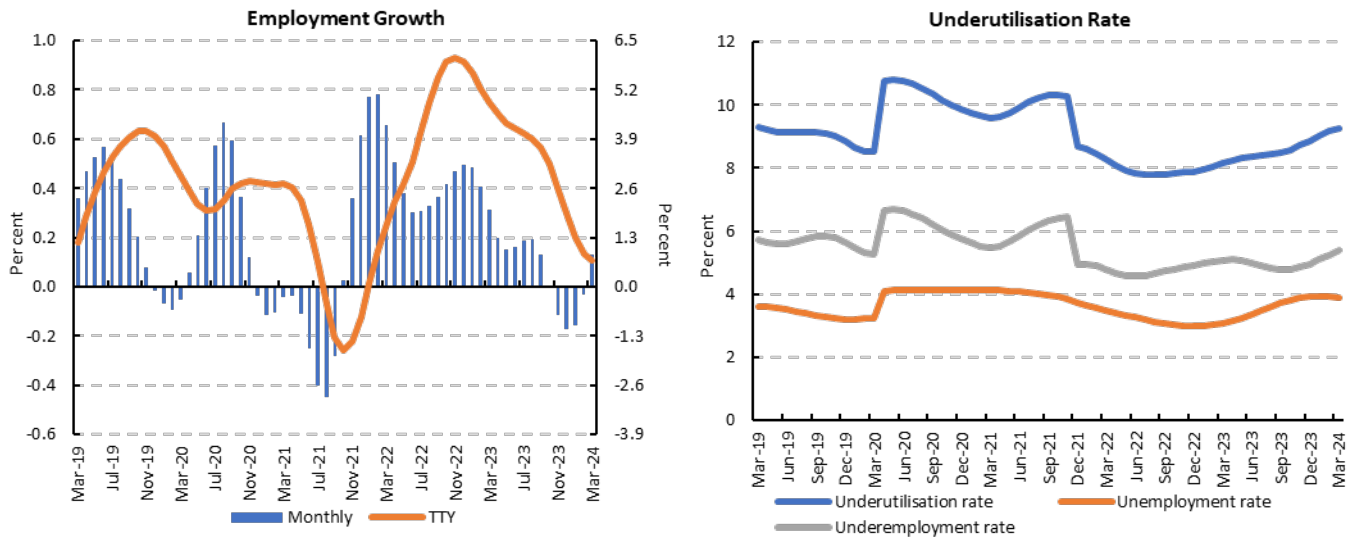 Employment Growth
1.0
0.8
0.6
0.4
0.2
0.0
-0.2
-0.4
-0.6
Per cent
6.5
5.2
3.9
2.6
1.3
0.0
-1.3
-2.6
-3.9
Per cent
Mar-19
Jul-19
Nov-19
Mar-20
Jul-20
Nov-20
Mar-21
Jul-21
Nov-21
Mar-22
Jul-22
Nov-22
Mar-23
Jul-23
Nov-23
Mar-24
Monthly
TTY
Underutilisation Rate
12
10
8
6
4
2
0
Per cent
Mar-19
Jun-19
Sep-19
Dec-19
Mar-20
Jun-20
Sep-20
Dec-20
Mar-21
Jun-21
Sep-21
Dec-21
Mar-22
Jun-22
Sep-22
Dec-22
Mar-23
Jun-23
Sep-23
Dec-23
Mar-24
Underutilisation rate
Unemployment rate
Underemployment rate